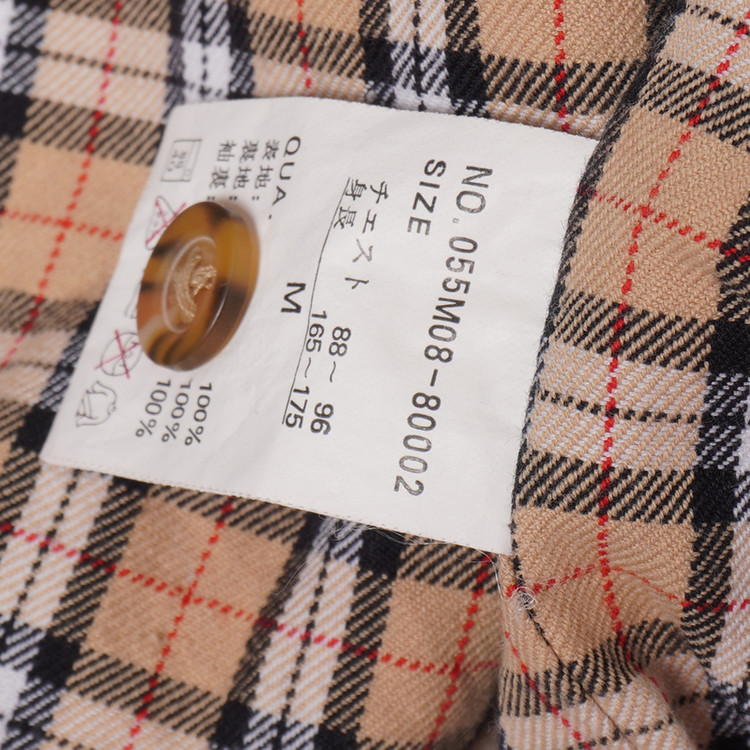 NO. 055M08-80002
SIZE
チェスト 88~ 96
身長 165~175
M
QUA
表地: 100%
裏地: 100%
袖裏: 100%